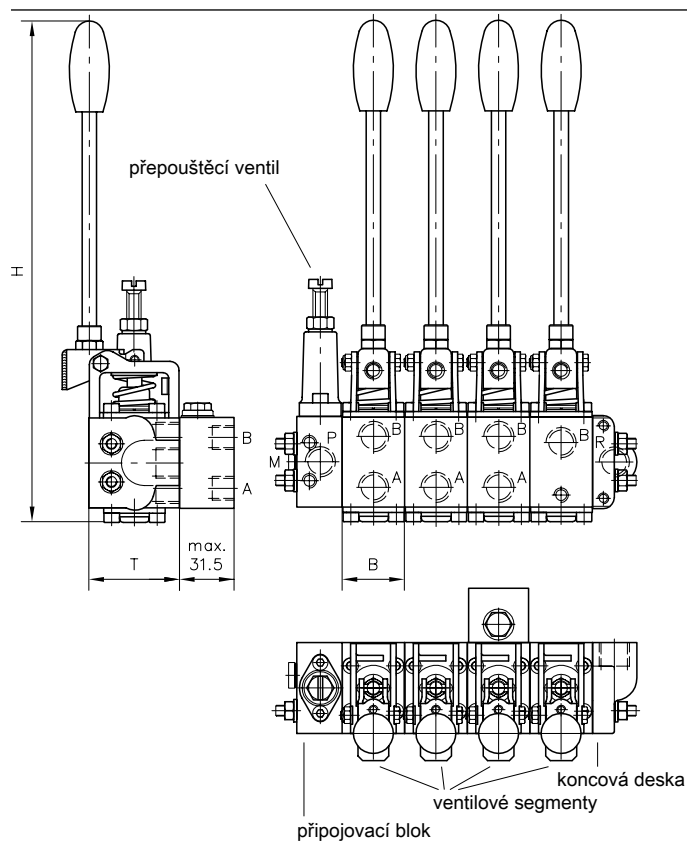 přepouštěcí ventil
H
M
P
B
B
B
B
R
B
A
A
A
A
T
max.
31.5
B
koncová deska
ventilové segmenty
připojovací blok